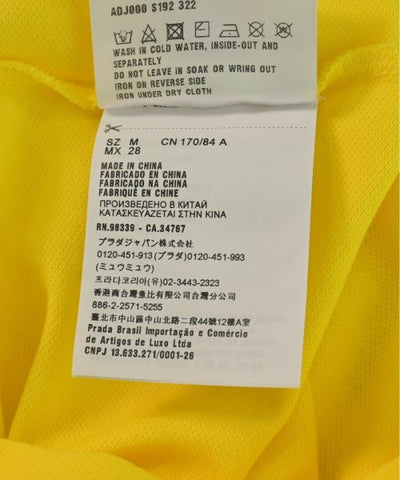 ADJ000 S192 322
WASH IN COLD WATER, INSIDE-OUT AND
SEPARATELY
DO NOT LEAVE IN SOAK OR WRING OUT
IRON ON REVERSE SIDE
IRON UNDER DRY CLOTH
SZ M CN 170/84 A
MX 28
MADE IN CHINA
FABRICADO EN CHINA
FABRICADO NA CHINA
FABRIQUÉ EN CHINE
ПРОИЗВЕДЕНО В КИТАЙ
ΚΑΤΑΣΚΕΥΑΖΕΤΑΙ ΣΤΗΝ ΚΙΝΑ
RN.98339 - CA.34767
プラダジャパン株式会社
0120-451-913(プラダ) 0120-451-993
(ミュウミュウ)
프라다코리아(유) 02-3443-2323
香港商台灣普比有限公司台灣分公司
886-2-2571-5255
臺北市中山區中山北路二段44號12樓A室
Prada Brasil Importação e Comércio
de Artigos de Luxo Ltda
CNPJ 13.633.271/0001-26